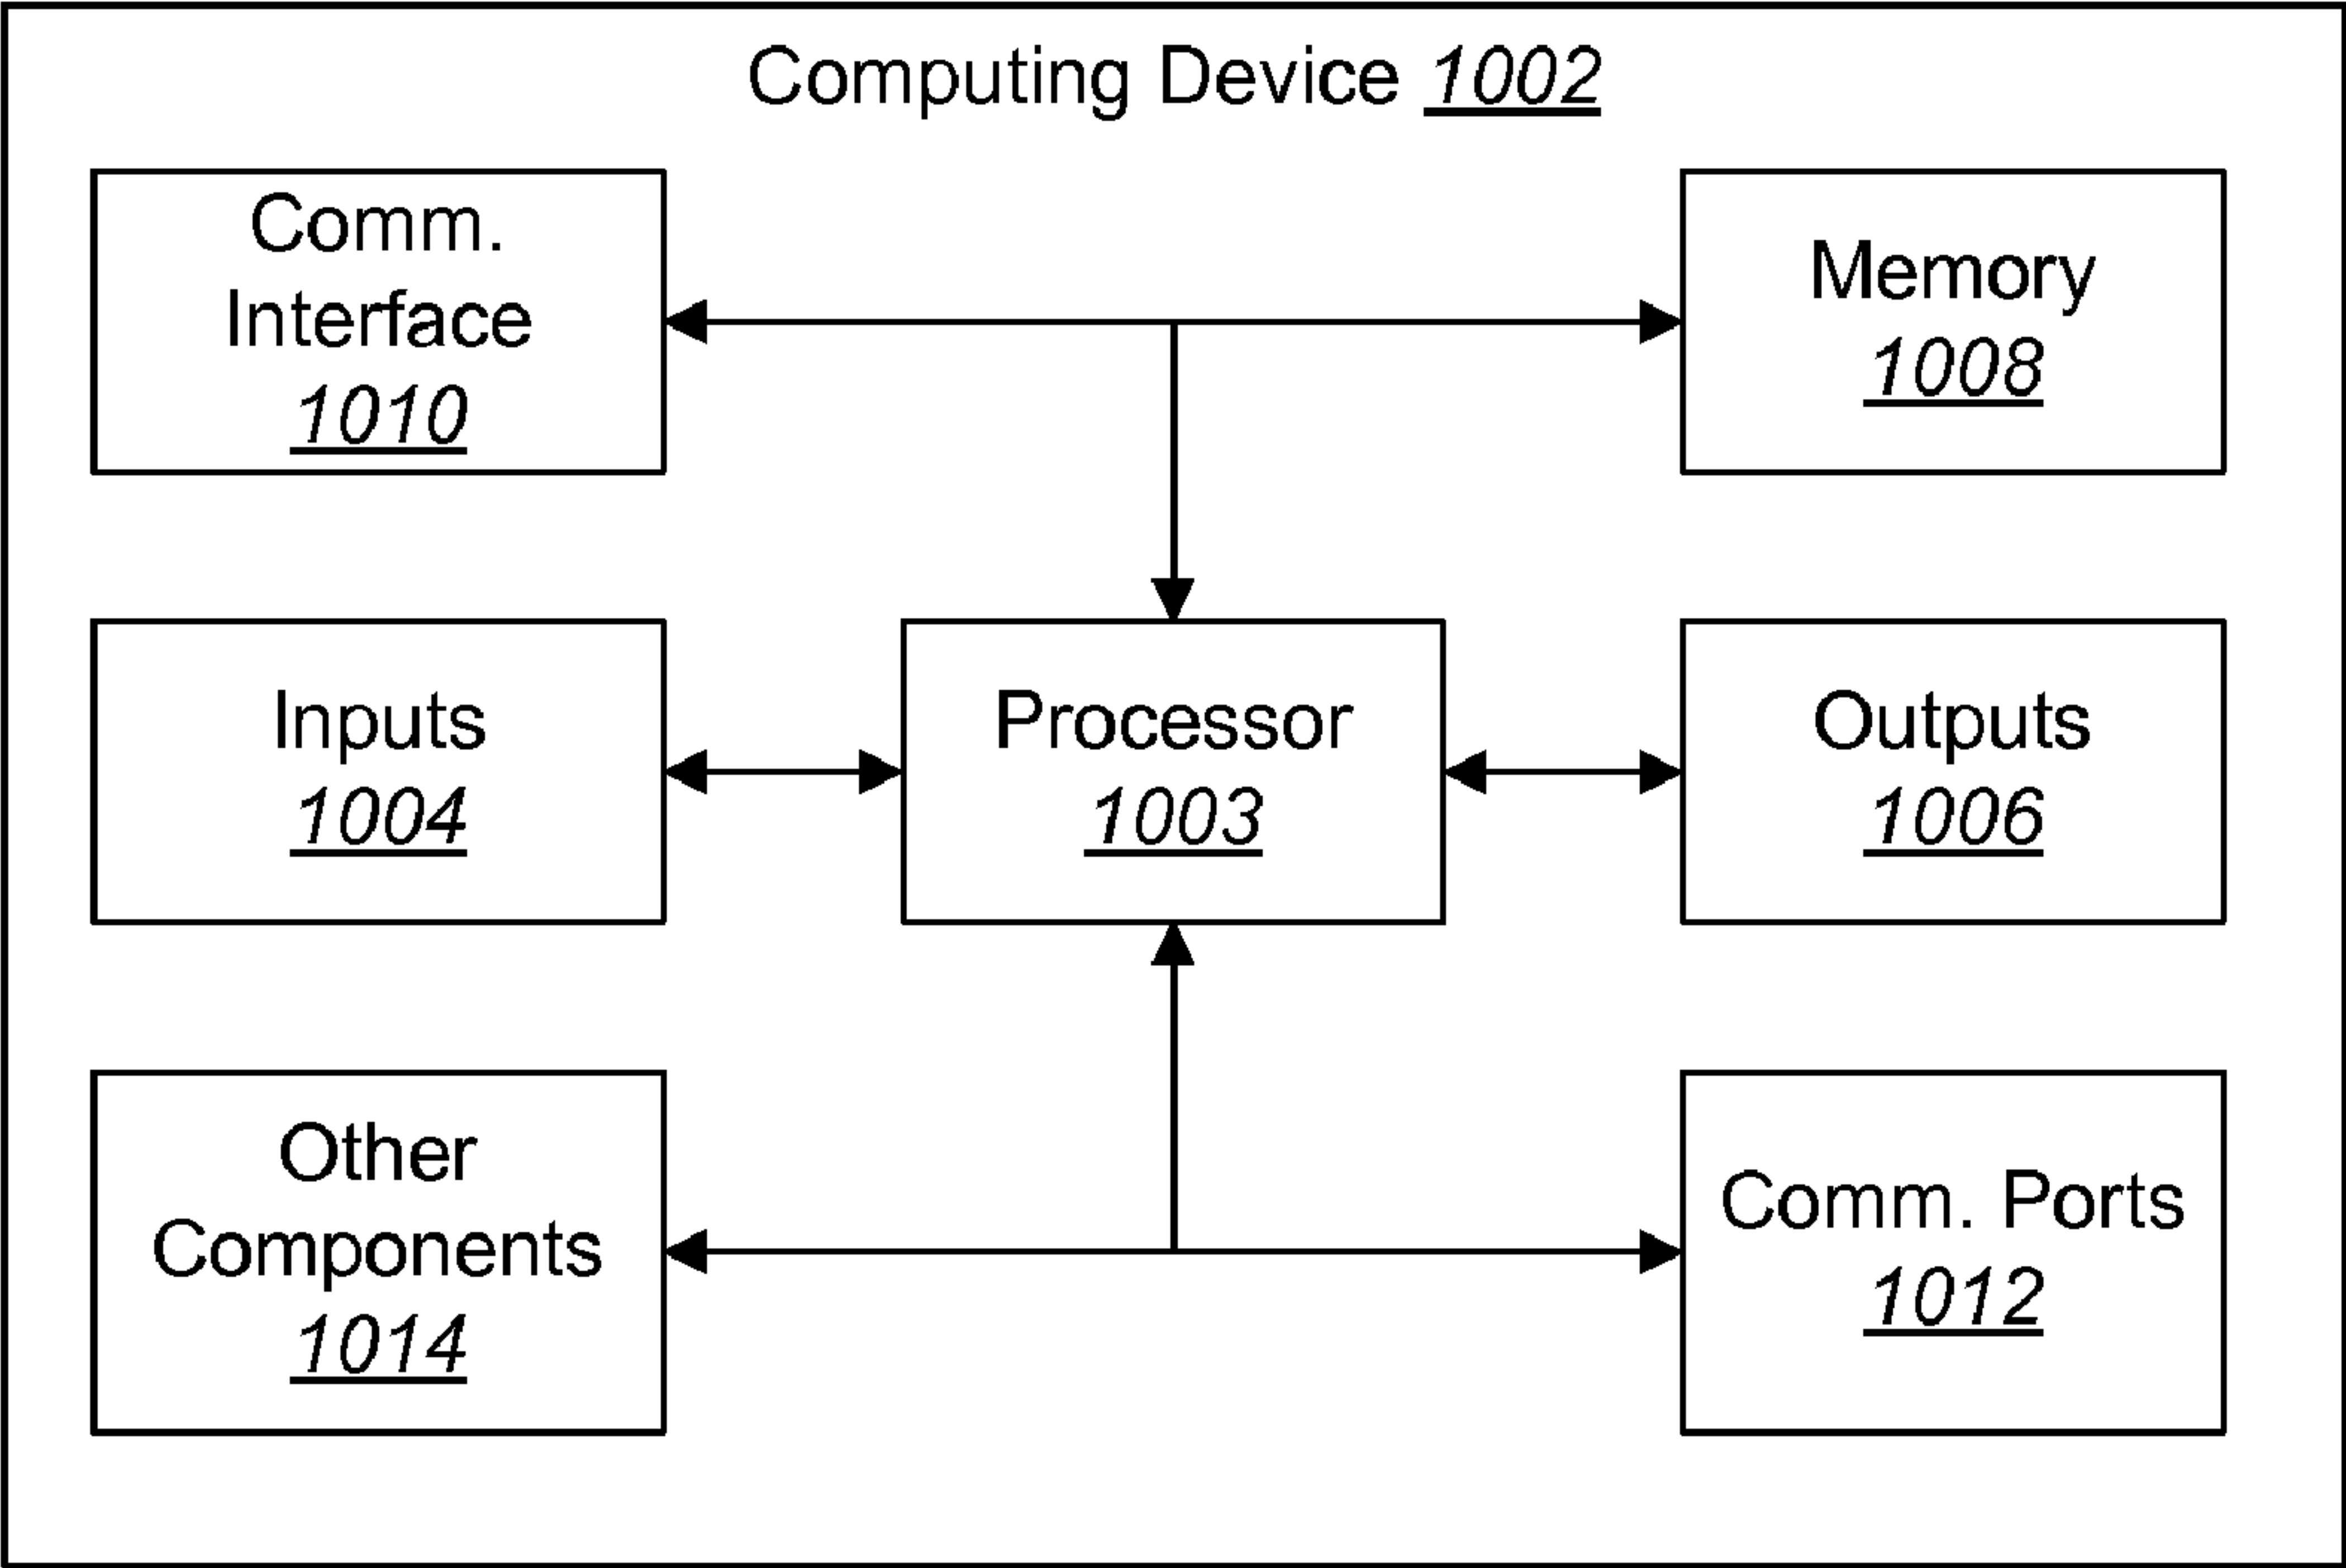 Computing Device 1002
Comm.
Interface
1010
Memory
1008
Inputs
1004
Processor
1003
Outputs
1006
Other
Components
1014
Comm. Ports
1012